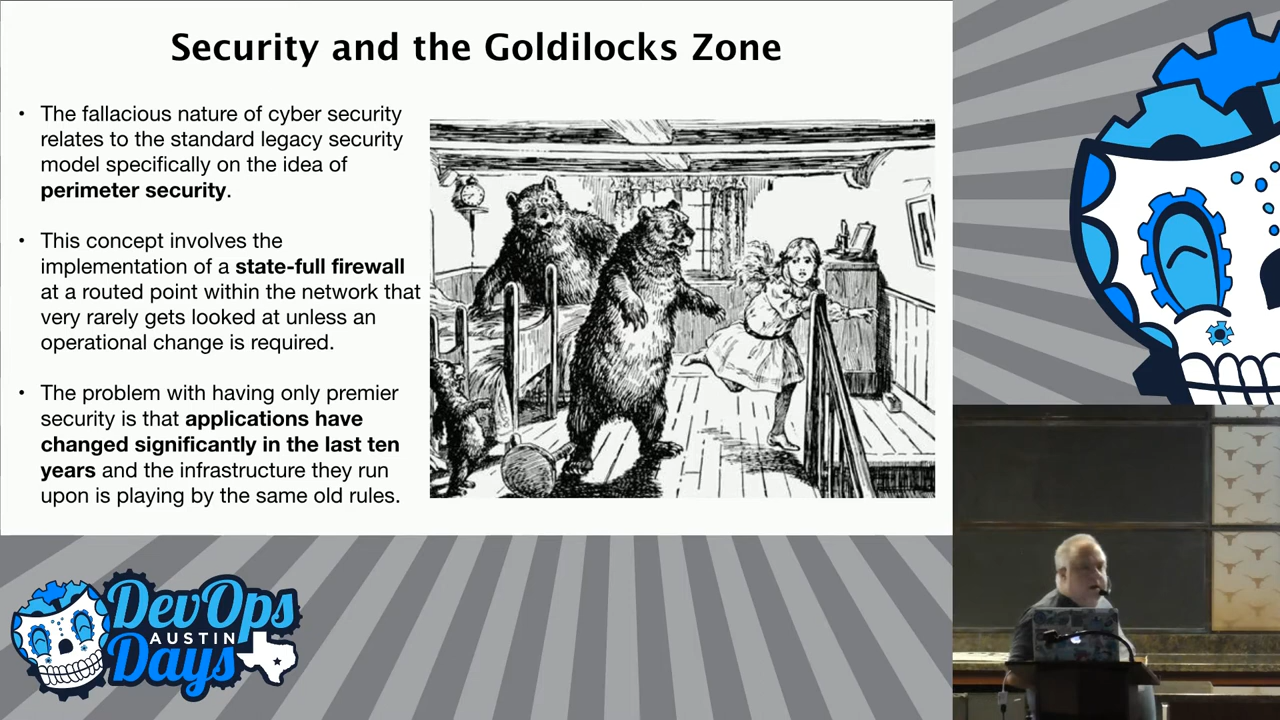 Security and the Goldilocks Zone
• The fallacious nature of cyber security
relates to the standard legacy security
model specifically on the idea of
perimeter security.
• This concept involves the
implementation of a state-full firewall
at a routed point within the network that
very rarely gets looked at unless an
operational change is required.
• The problem with having only premier
security is that applications have
changed significantly in the last ten
years and the infrastructure they run
upon is playing by the same old rules.
DevOps
AUSTIN
Days